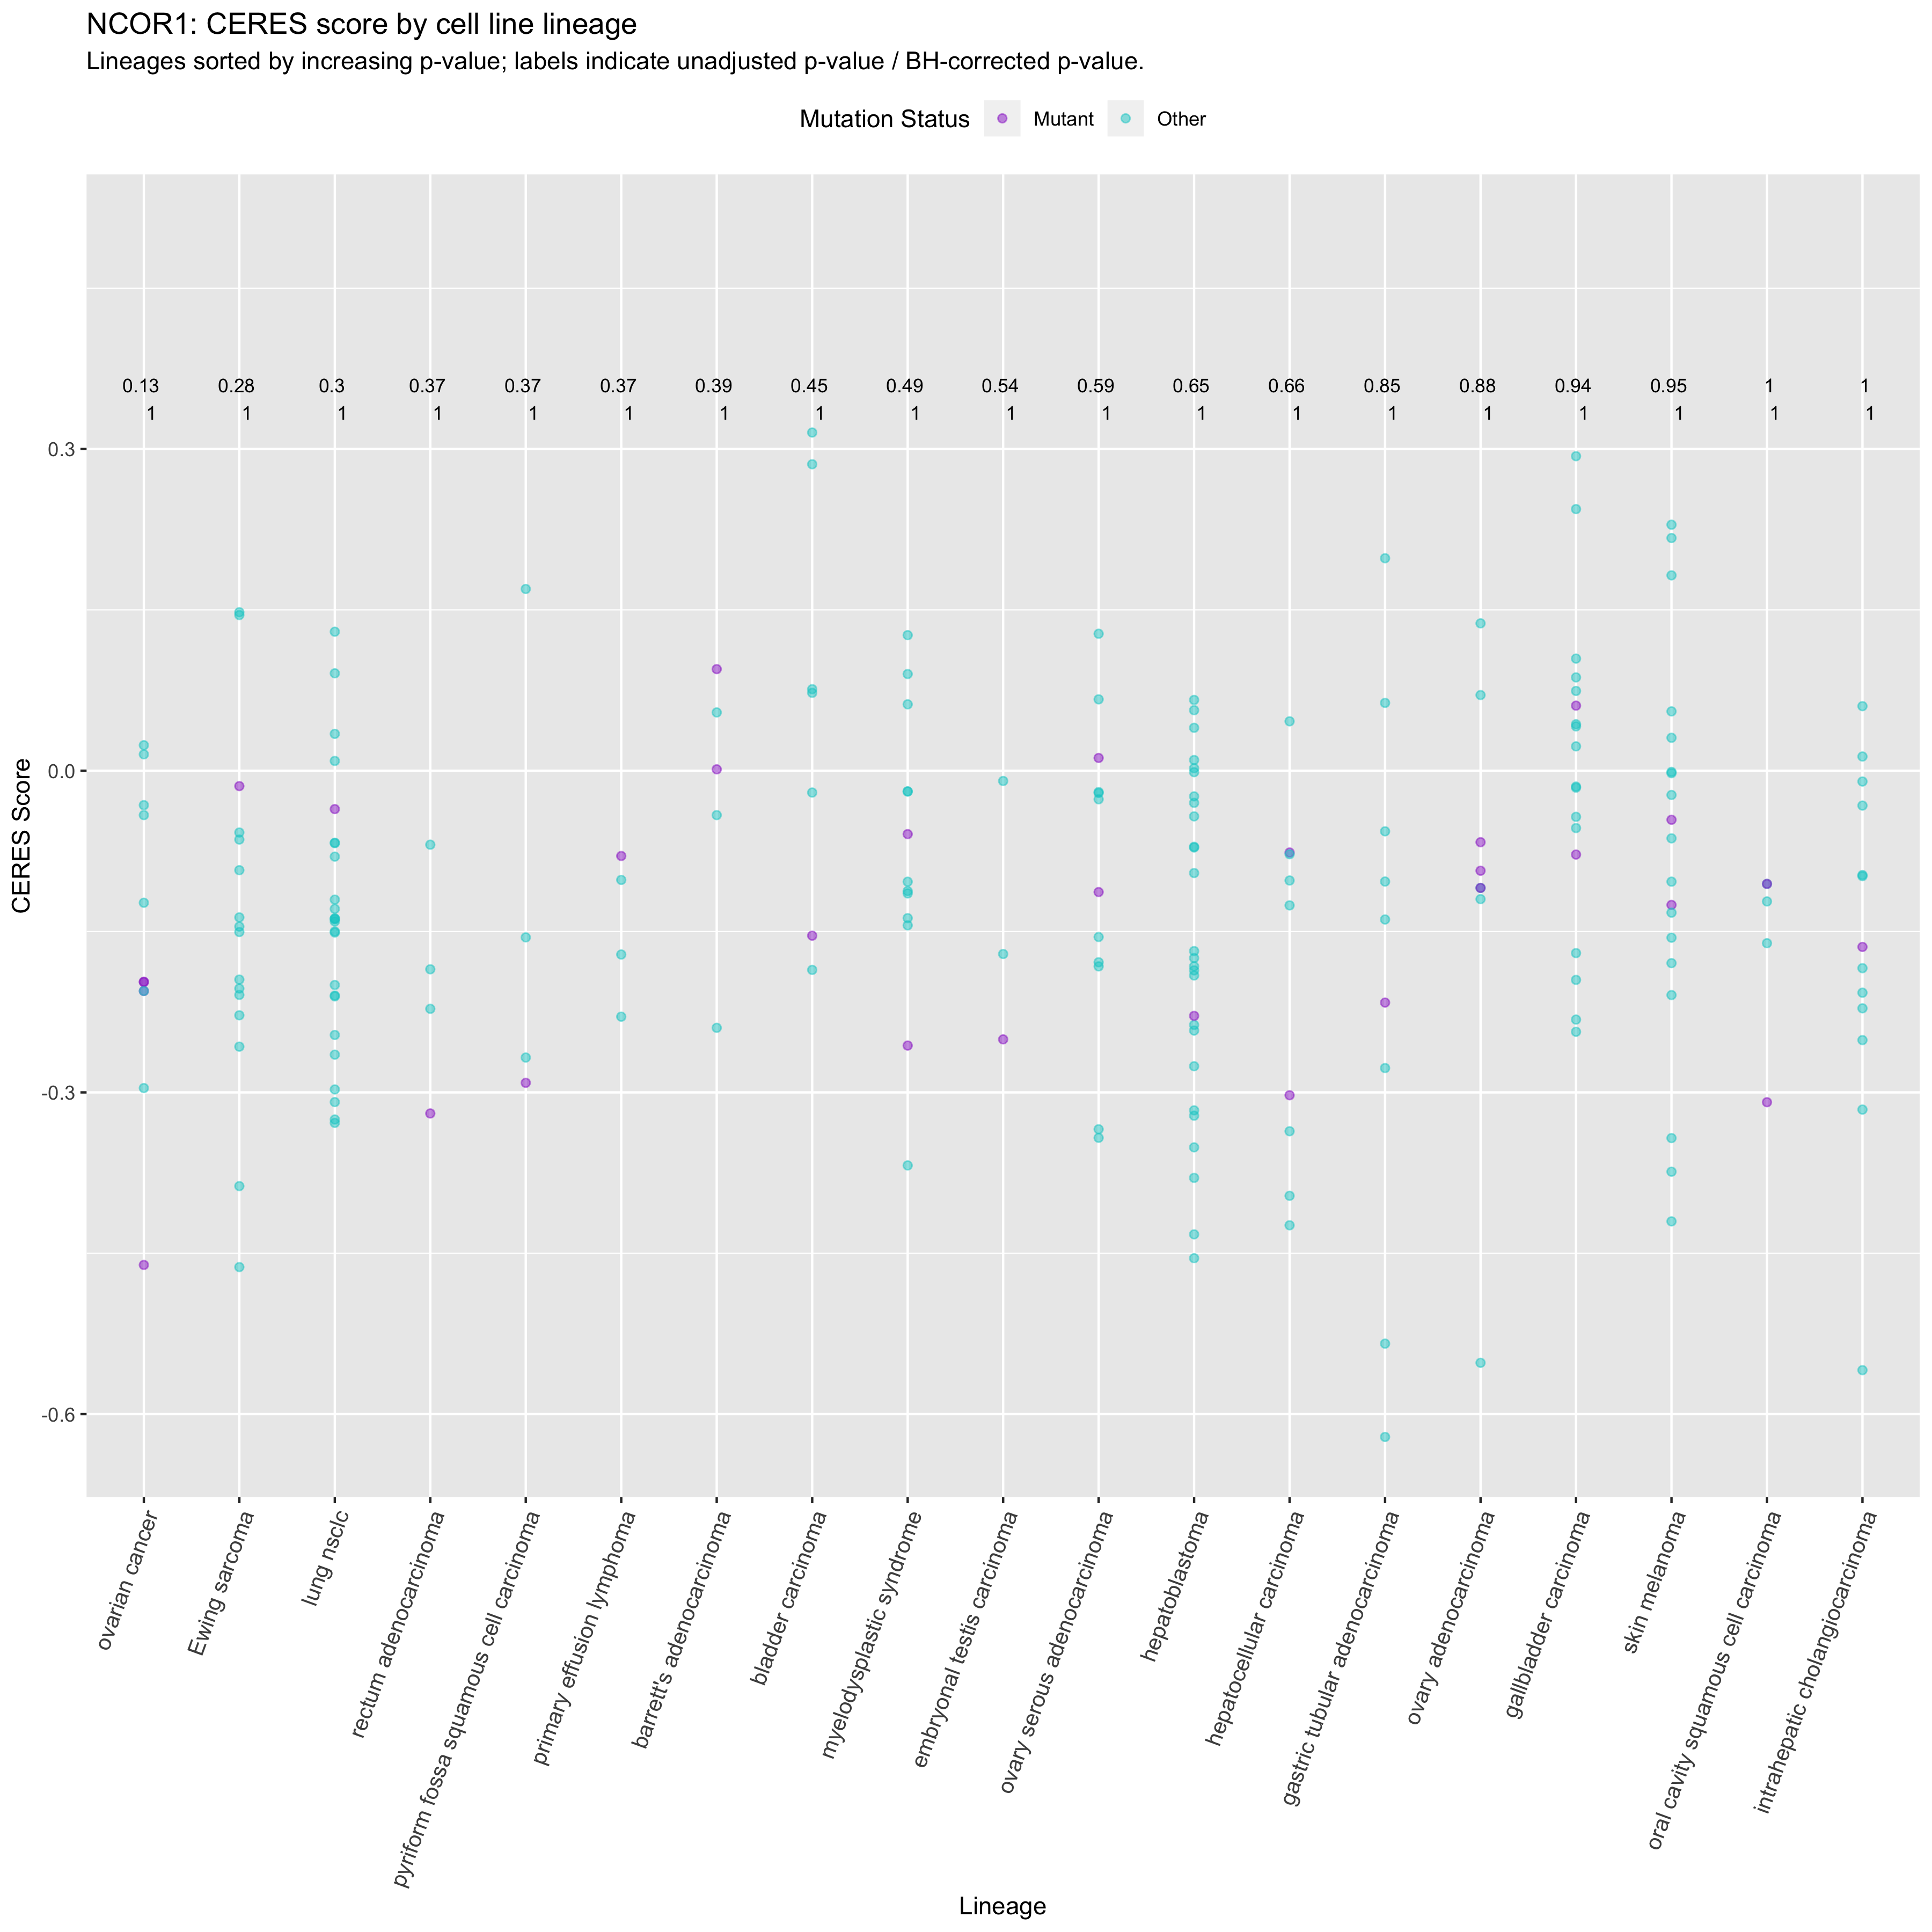 NCOR1: CERES score by cell line lineage
Lineages sorted by increasing p-value; labels indicate unadjusted p-value / BH-corrected p-value.
Mutation Status Mutant Other
0.13 0.28 0.3 0.37 0.37 0.37 0.39 0.45 0.49 0.54 0.59 0.65 0.66 0.85 0.88 0.94 0.95 1 1
1 1 1 1 1 1 1 1 1 1 1 1 1 1 1 1 1 1 1
0.3
0.0
-0.3
-0.6
CERES Score
ovarian cancer
Ewing sarcoma
lung nsclc
rectum adenocarcinoma
pyriform fossa squamous cell carcinoma
primary effusion lymphoma
barrett's adenocarcinoma
bladder carcinoma
myelodysplastic syndrome
embryonal testis carcinoma
ovary serous adenocarcinoma
hepatoblastoma
hepatocellular carcinoma
gastric tubular adenocarcinoma
ovary adenocarcinoma
gallbladder carcinoma
skin melanoma
oral cavity squamous cell carcinoma
intrahepatic cholangiocarcinoma
Lineage